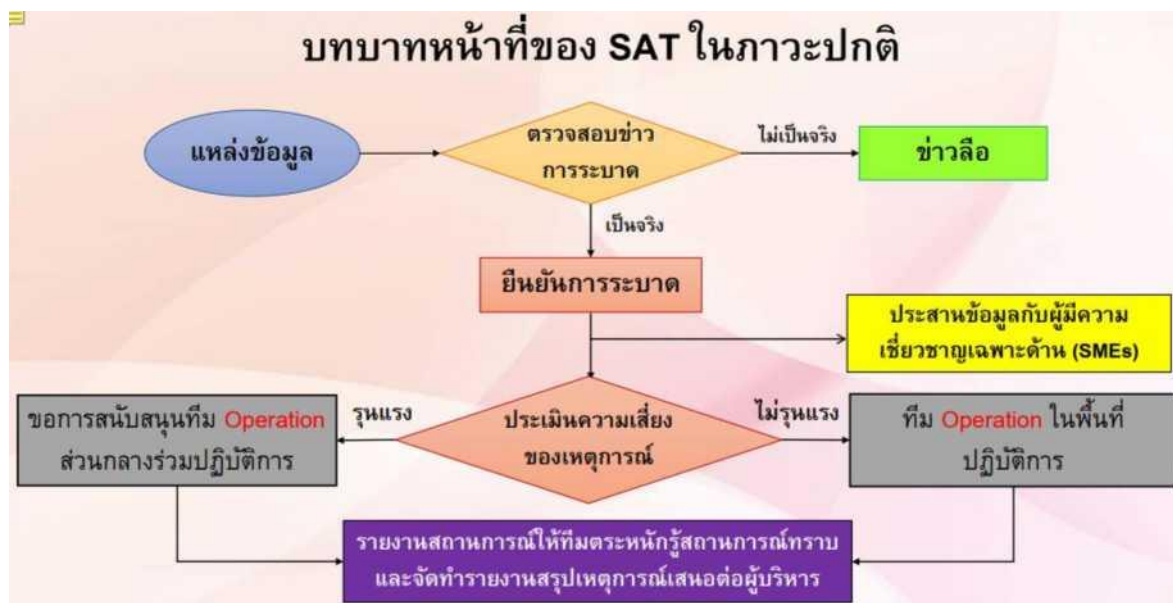 บทบาทหน้าที่ของ SAT ในภาวะปกติ
แหล่งข้อมูล
ตรวจสอบข่าว
การระบาด
ไม่เป็นจริง
ข่าวลือ
เป็นจริง
ยืนยันการระบาด
ประสานข้อมูลกับผู้มีความ
เชี่ยวชาญเฉพาะด้าน (SMEs)
ขอการสนับสนุนทีม Operation
ส่วนกลางร่วมปฏิบัติการ
รุนแรง
ประเมินความเสี่ยง
ของเหตุการณ์
ไม่รุนแรง
ทีม Operation ในพื้นที่
ปฏิบัติการ
รายงานสถานการณ์ให้ทีมตระหนักรู้สถานการณ์ทราบ
และจัดทำรายงานสรุปเหตุการณ์เสนอต่อผู้บริหาร